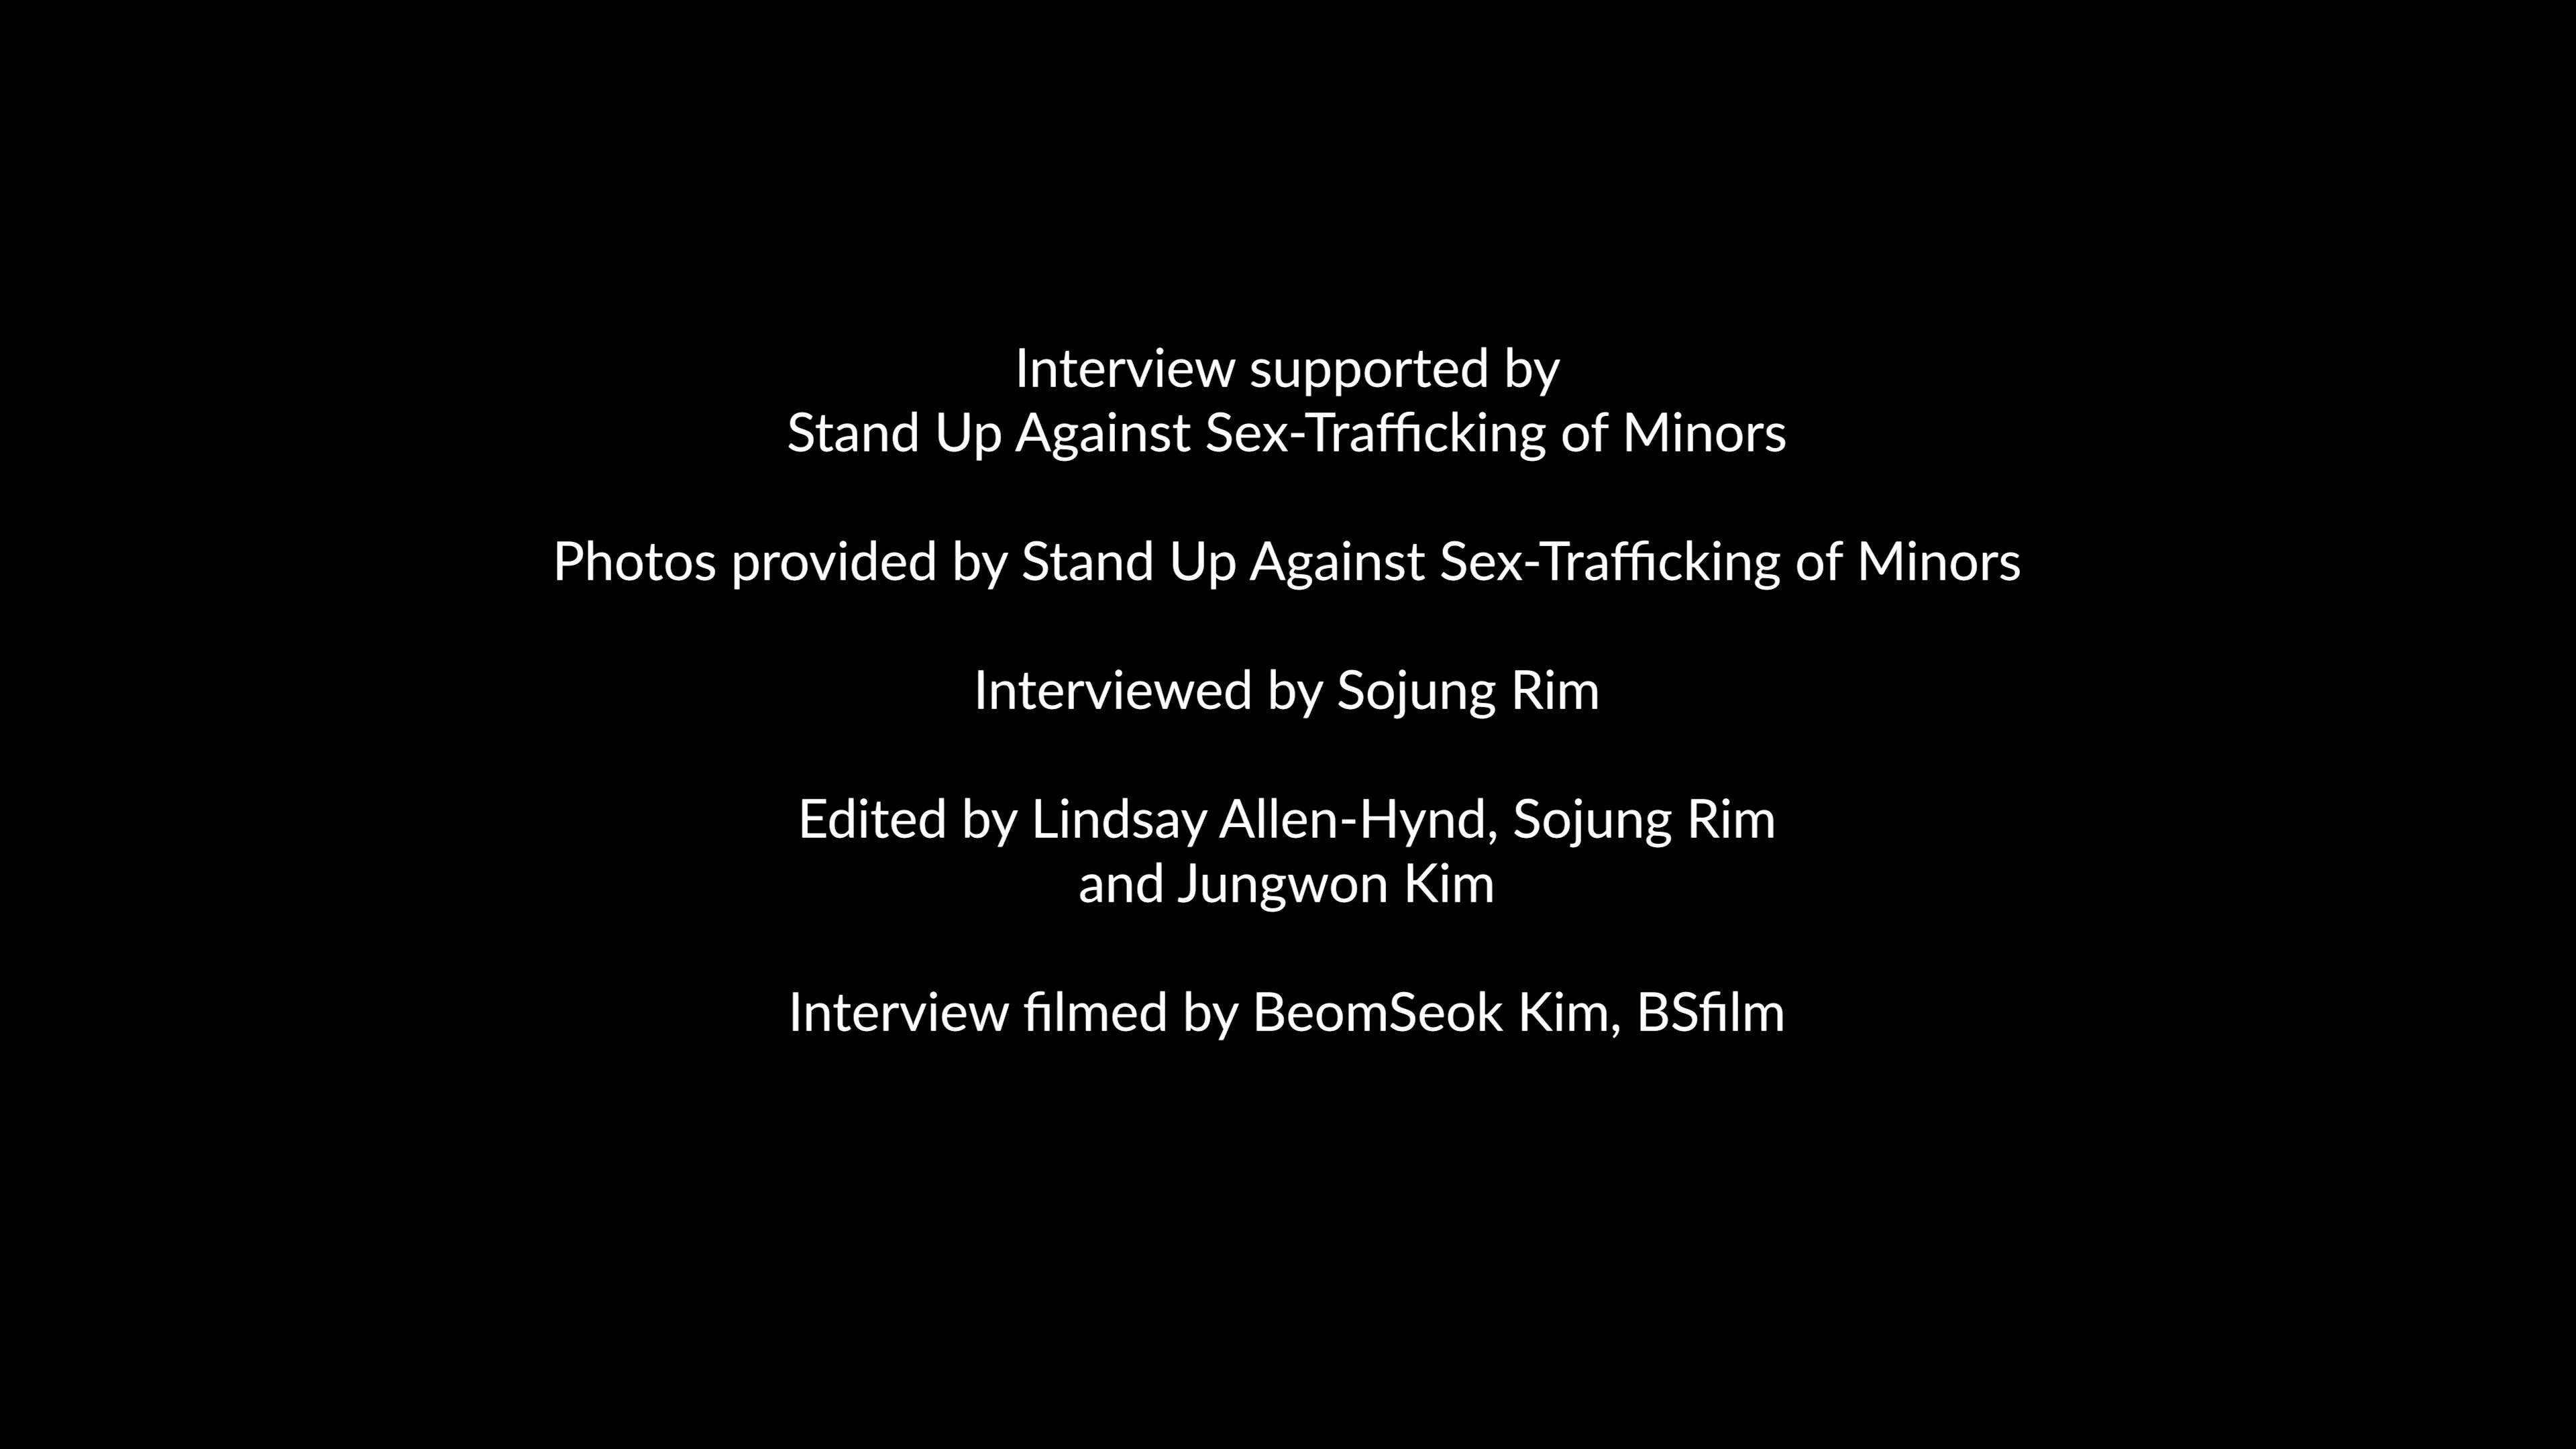 Interview supported by
Stand Up Against Sex-Trafficking of Minors
Photos provided by Stand Up Against Sex-Trafficking of Minors
Interviewed by Sojung Rim
Edited by Lindsay Allen-Hynd, Sojung Rim
and Jungwon Kim
Interview filmed by BeomSeok Kim, BSfilm